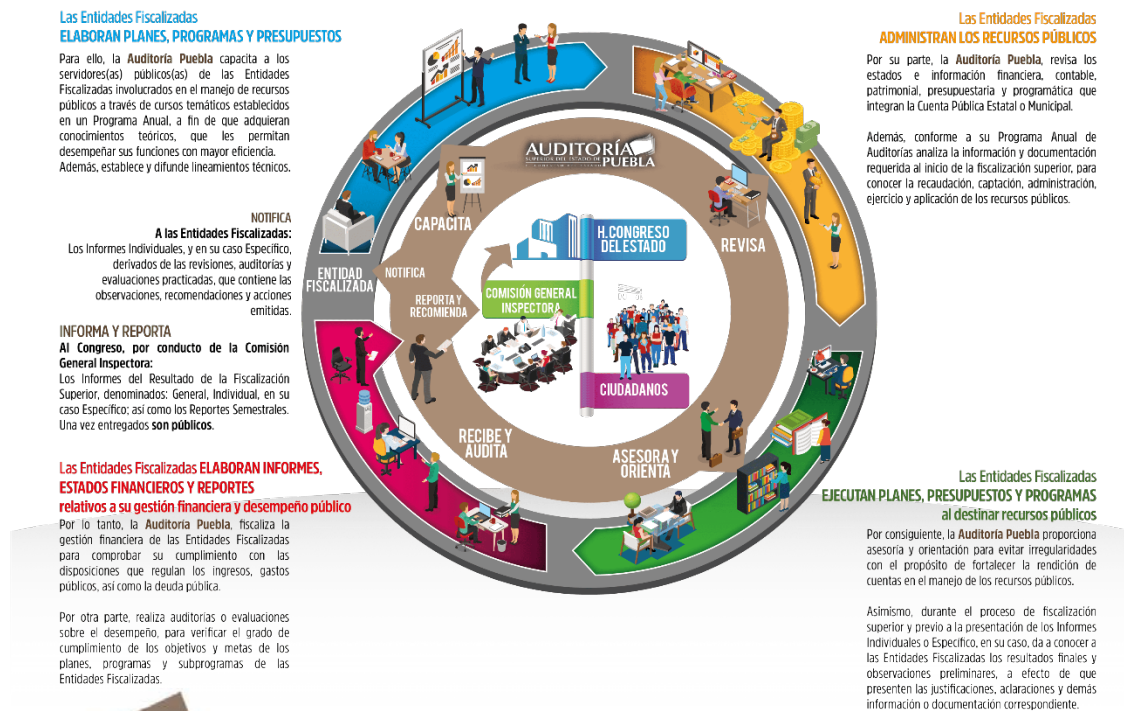 Las Entidades Fiscalizadas
ELABORAN PLANES, PROGRAMAS Y PRESUPUESTOS
Para ello, la Auditoría Puebla capacita a los
servidores(as) públicos(as) de las Entidades
Fiscalizadas involucrados en el manejo de recursos
públicos a través de cursos temáticos establecidos
en un Programa Anual, a fin de que adquieran
conocimientos teóricos, que les permitan
desempeñar sus funciones con mayor eficiencia.
Además, establece y difunde lineamientos técnicos.
NOTIFICA
A las Entidades Fiscalizadas:
Los Informes Individuales, y en su caso Específico,
derivados de las revisiones, auditorías y
evaluaciones practicadas, que contiene las
observaciones, recomendaciones y acciones
emitidas.
INFORMA Y REPORTA
Al Congreso, por conducto de la Comisión
General Inspectora:
Los Informes del Resultado de la Fiscalización
Superior, denominados: General, Individual, en su
caso Específico; así como los Reportes Semestrales.
Una vez entregados son públicos.
Las Entidades Fiscalizadas ELABORAN INFORMES,
ESTADOS FINANCIEROS Y REPORTES
relativos a su gestión financiera y desempeño público
Por lo tanto, la Auditoría Puebla, fiscaliza la
gestión financiera de las Entidades Fiscalizadas
para comprobar su cumplimiento con las
disposiciones que regulan los ingresos, gastos
públicos, así como la deuda pública.
Por otra parte, realiza auditorias o evaluaciones
sobre el desempeño, para verificar el grado de
cumplimiento de los objetivos y metas de los
planes, programas y subprogramas de las
Entidades Fiscalizadas.
AUDITORÍA
SUPERIOR DEL ESTADO DE
PUEBLA
CAPACITA
REVISA
H. CONGRESO
DEL ESTADO
ENTIDAD
FISCALIZADA
NOTIFICA
REPORTA Y
RECOMIENDA
COMISIÓN GENERAL
INSPECTORA
CIUDADANOS
RECIBE Y
AUDITA
ASESORA Y
ORIENTA
Las Entidades Fiscalizadas
ADMINISTRAN LOS RECURSOS PÚBLICOS
Por su parte, la Auditoría Puebla, revisa los
estados e información financiera, contable,
patrimonial, presupuestaria y programática que
integran la Cuenta Pública Estatal o Municipal.
Además, conforme a su Programa Anual de
Auditorías analiza la información y documentación
requerida al inicio de la fiscalización superior, para
conocer la recaudación, captación, administración,
ejercicio y aplicación de los recursos públicos.
Las Entidades Fiscalizadas
EJECUTAN PLANES, PRESUPUESTOS Y PROGRAMAS
al destinar recursos públicos
Por consiguiente, la Auditoría Puebla proporciona
asesoría y orientación para evitar irregularidades
con el propósito de fortalecer la rendición de
cuentas en el manejo de los recursos públicos.
Asimismo, durante el proceso de fiscalización
superior y previo a la presentación de los Informes
Individuales o Específico, en su caso, da a conocer a
las Entidades Fiscalizadas los resultados finales y
observaciones preliminares, a efecto de que
presenten las justificaciones, aclaraciones y demás
información o documentación correspondiente.